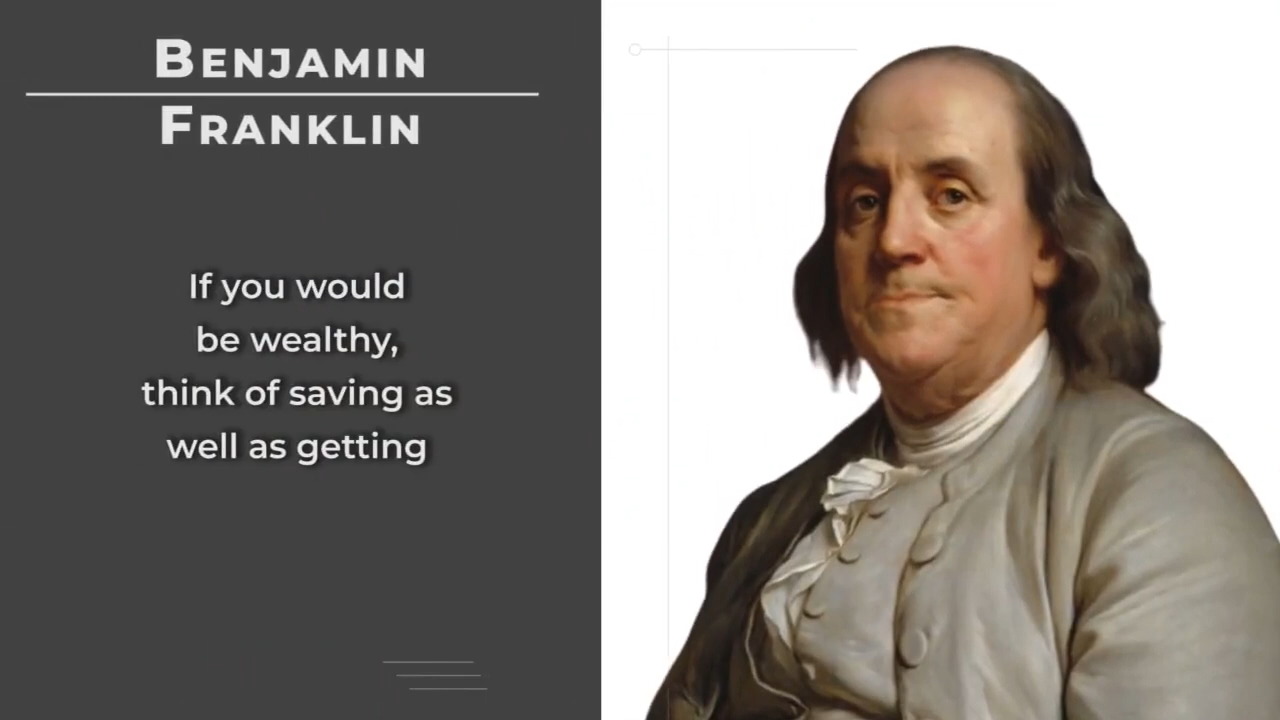 BENJAMIN
FRANKLIN
If you would
be wealthy,
think of saving as
well as getting